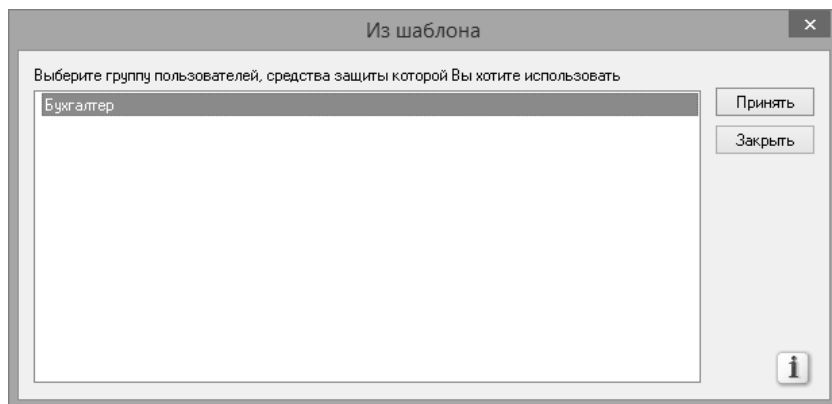 Из шаблона
Выберите группу пользователей, средства защиты которой Вы хотите использовать
Бухгалтер
Принять
Закрыть